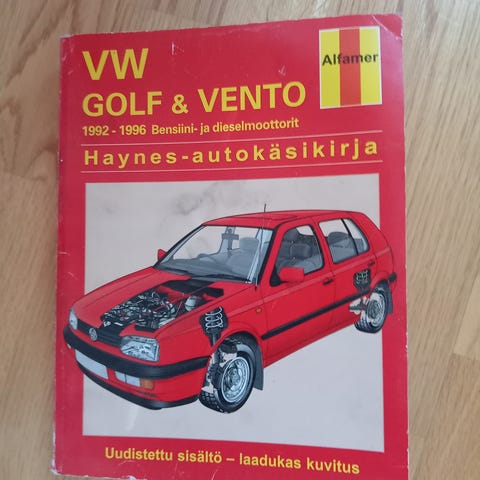 VW
Alfamer
GOLF & VENTO
1992 - 1996 Bensiini- ja dieselmoottorit
Haynes-autokäsikirja
Uudistettu sisältö – laadukas kuvitus